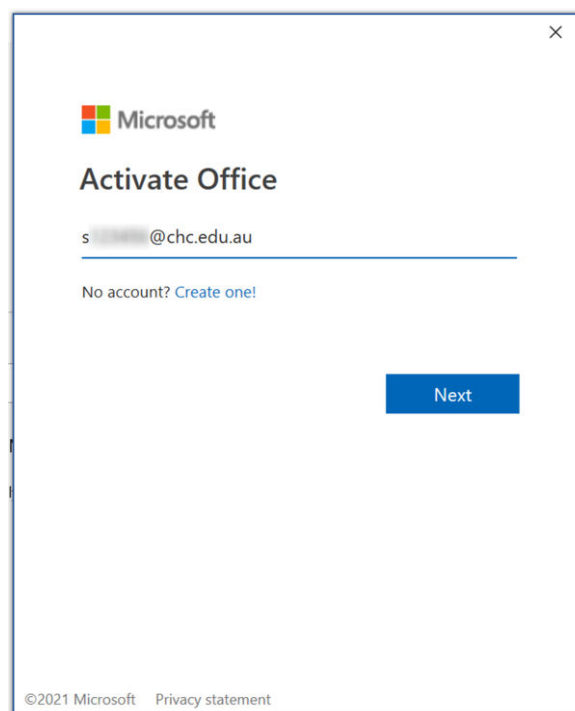 Microsoft
Activate Office
s @chc.edu.au
No account? Create one!
Next
©2021 Microsoft Privacy statement